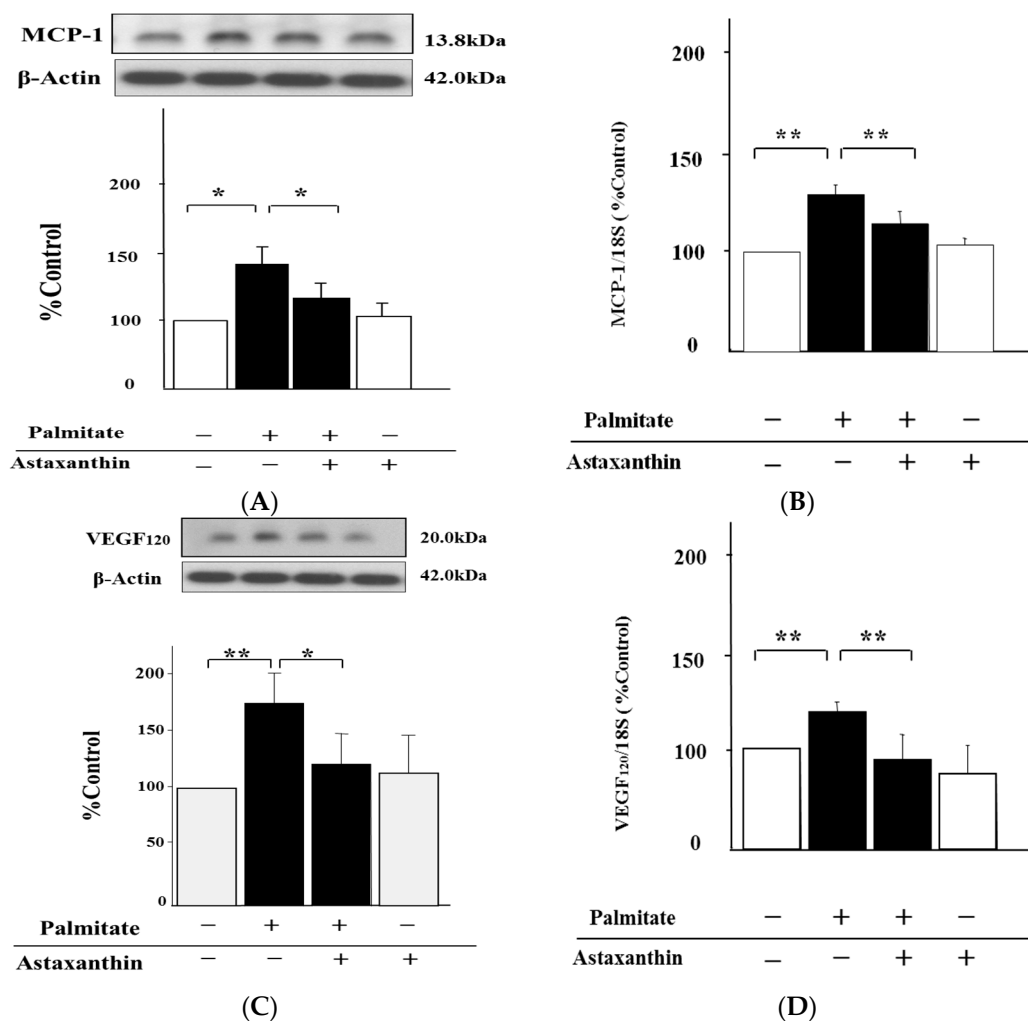 MCP-1 13.8kDa
β-Actin 42.0kDa
200
150
100
0
%Control
* *
Palmitate − + + −
Astaxanthin − − + +
(A)
200
150
100
0
MCP-1/18S ( %Control)
** **
Palmitate − + + −
Astaxanthin − − + +
(B)
VEGF₁₂₀ 20.0kDa
β-Actin 42.0kDa
200
150
100
50
0
%Control
** *
Palmitate − + + −
Astaxanthin − − + +
(C)
200
150
100
0
VEGF₁₂₀/18S ( %Control)
** **
Palmitate − + + −
Astaxanthin − − + +
(D)